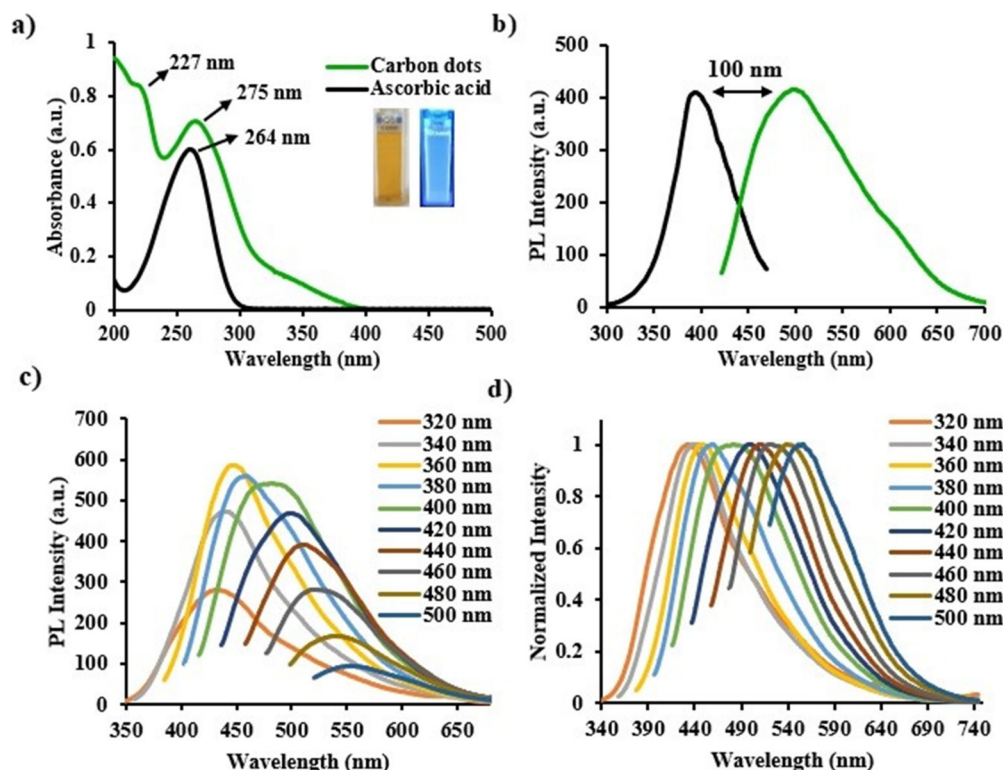 a)
Absorbance (a.u.)
1
0.8
0.6
0.4
0.2
0
227 nm
275 nm
264 nm
Carbon dots
Ascorbic acid
200 250 300 350 400 450 500
Wavelength (nm)
b)
PL Intensity (a.u.)
500
400
300
200
100
0
100 nm
300 350 400 450 500 550 600 650 700
Wavelength (nm)
c)
PL Intensity (a.u.)
700
600
500
400
300
200
100
0
320 nm
340 nm
360 nm
380 nm
400 nm
420 nm
440 nm
460 nm
480 nm
500 nm
350 400 450 500 550 600 650
Wavelength (nm)
d)
Normalized Intensity
1
0.8
0.6
0.4
0.2
0
320 nm
340 nm
360 nm
380 nm
400 nm
420 nm
440 nm
460 nm
480 nm
500 nm
340 390 440 490 540 590 640 690 740
Wavelength (nm)